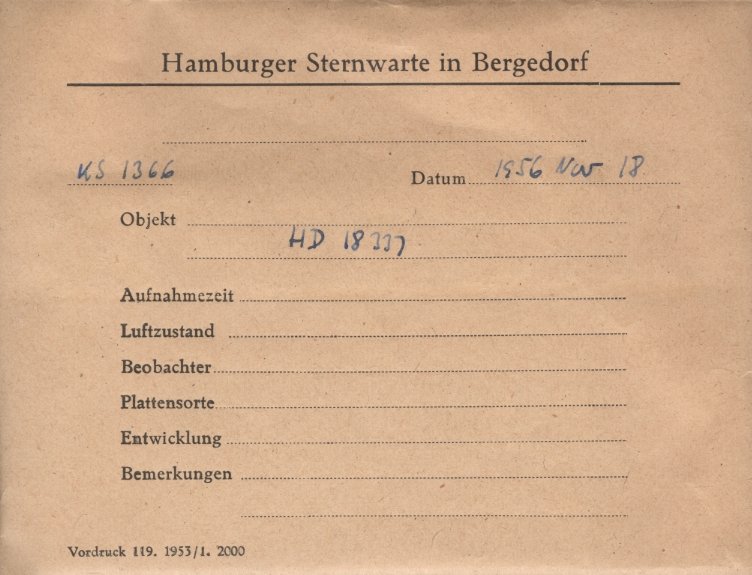 Hamburger Sternwarte in Bergedorf
KS 1366 Datum 1956 Nov 18
Objekt
HD 18337
Aufnahmezeit
Luftzustand
Beobachter
Plattensorte
Entwicklung
Bemerkungen
Vordruck 119. 1953/1. 2000